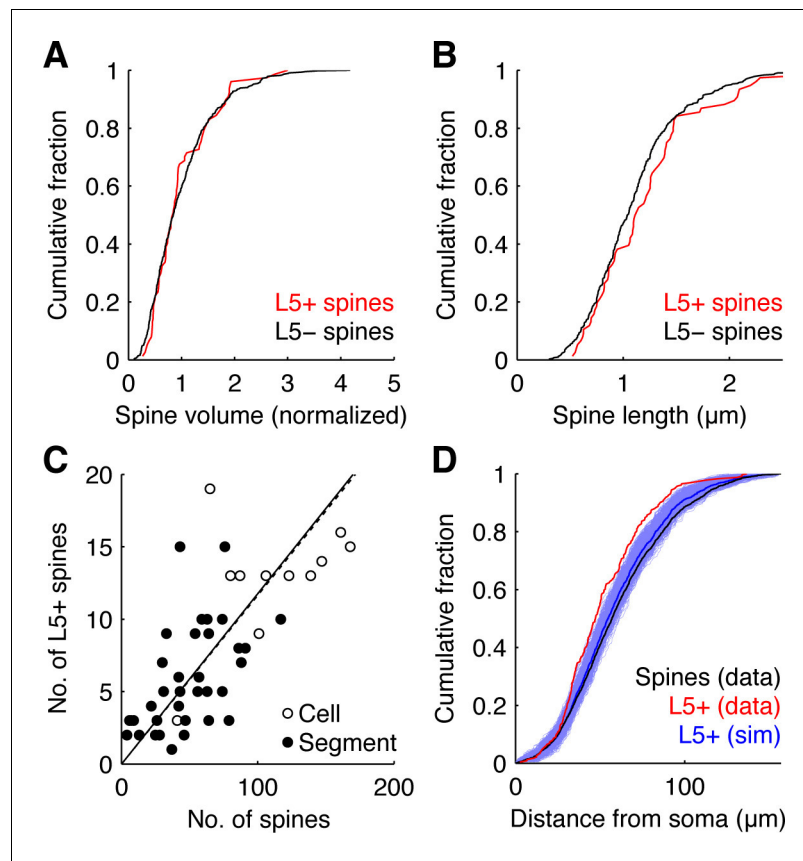 A
Cumulative fraction
1
0.8
0.6
0.4
0.2
0
0 1 2 3 4 5
L5+ spines
L5− spines
Spine volume (normalized)
B
Cumulative fraction
1
0.8
0.6
0.4
0.2
0
0 1 2
L5+ spines
L5− spines
Spine length (µm)
C
No. of L5+ spines
20
15
10
5
0
0 100 200
Cell
Segment
No. of spines
D
Cumulative fraction
1
0.8
0.6
0.4
0.2
0
0 100
Spines (data)
L5+ (data)
L5+ (sim)
Distance from soma (µm)